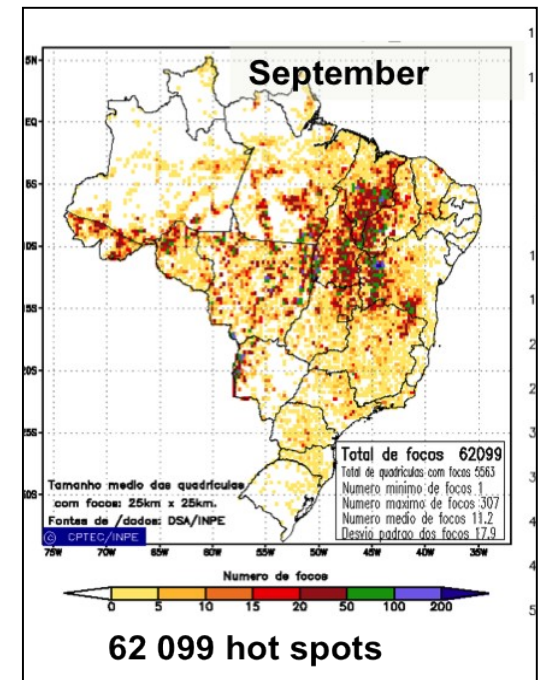 September
5N
EQ
5S
10S
15S
20S
25S
30S
75W 70W 65W 60W 55W 50W 45W 40W 35W
Total de focos 62099
Total de quadriculas com focos 5563
Numero minimo de focos 1
Numero maximo de focos 307
Numero medio de focos 11.2
Desvio padrao dos focos 17.9
Tamanho medio das quadriculas
com focos: 25km x 25km.
Fontes de /dados: DSA/INPE
© CPTEC/INPE
Numero de focos
0 5 10 15 20 50 100 200
62 099 hot spots